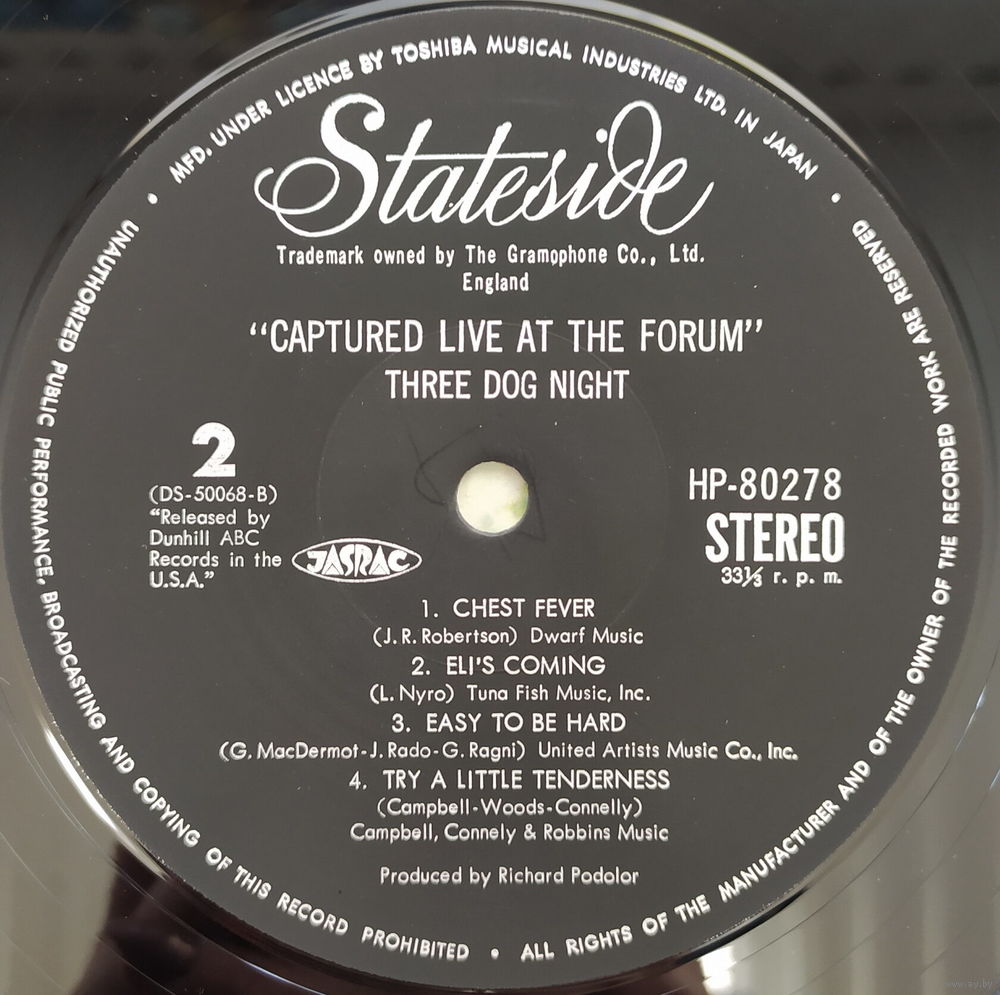 MFD. UNDER LICENCE BY TOSHIBA MUSICAL INDUSTRIES LTD. IN JAPAN
Stateside
Trademark owned by The Gramophone Co., Ltd.
England
“CAPTURED LIVE AT THE FORUM”
THREE DOG NIGHT
2
(DS-50068-B)
“Released by
Dunhill ABC
Records in the
U.S.A.”
JASRAC
HP-80278
STEREO
33⅓ r. p. m.
1. CHEST FEVER
(J. R. Robertson) Dwarf Music
2. ELI'S COMING
(L. Nyro) Tuna Fish Music, Inc.
3. EASY TO BE HARD
(G. MacDermot-J. Rado-G. Ragni) United Artists Music Co., Inc.
4. TRY A LITTLE TENDERNESS
(Campbell-Woods-Connelly)
Campbell, Connely & Robbins Music
Produced by Richard Podolor
• UNAUTHORIZED PUBLIC PERFORMANCE, BROADCASTING AND COPYING OF THIS RECORD PROHIBITED • ALL RIGHTS OF THE MANUFACTURER AND OF THE OWNER OF THE RECORDED WORK ARE RESERVED •
www.ay.by